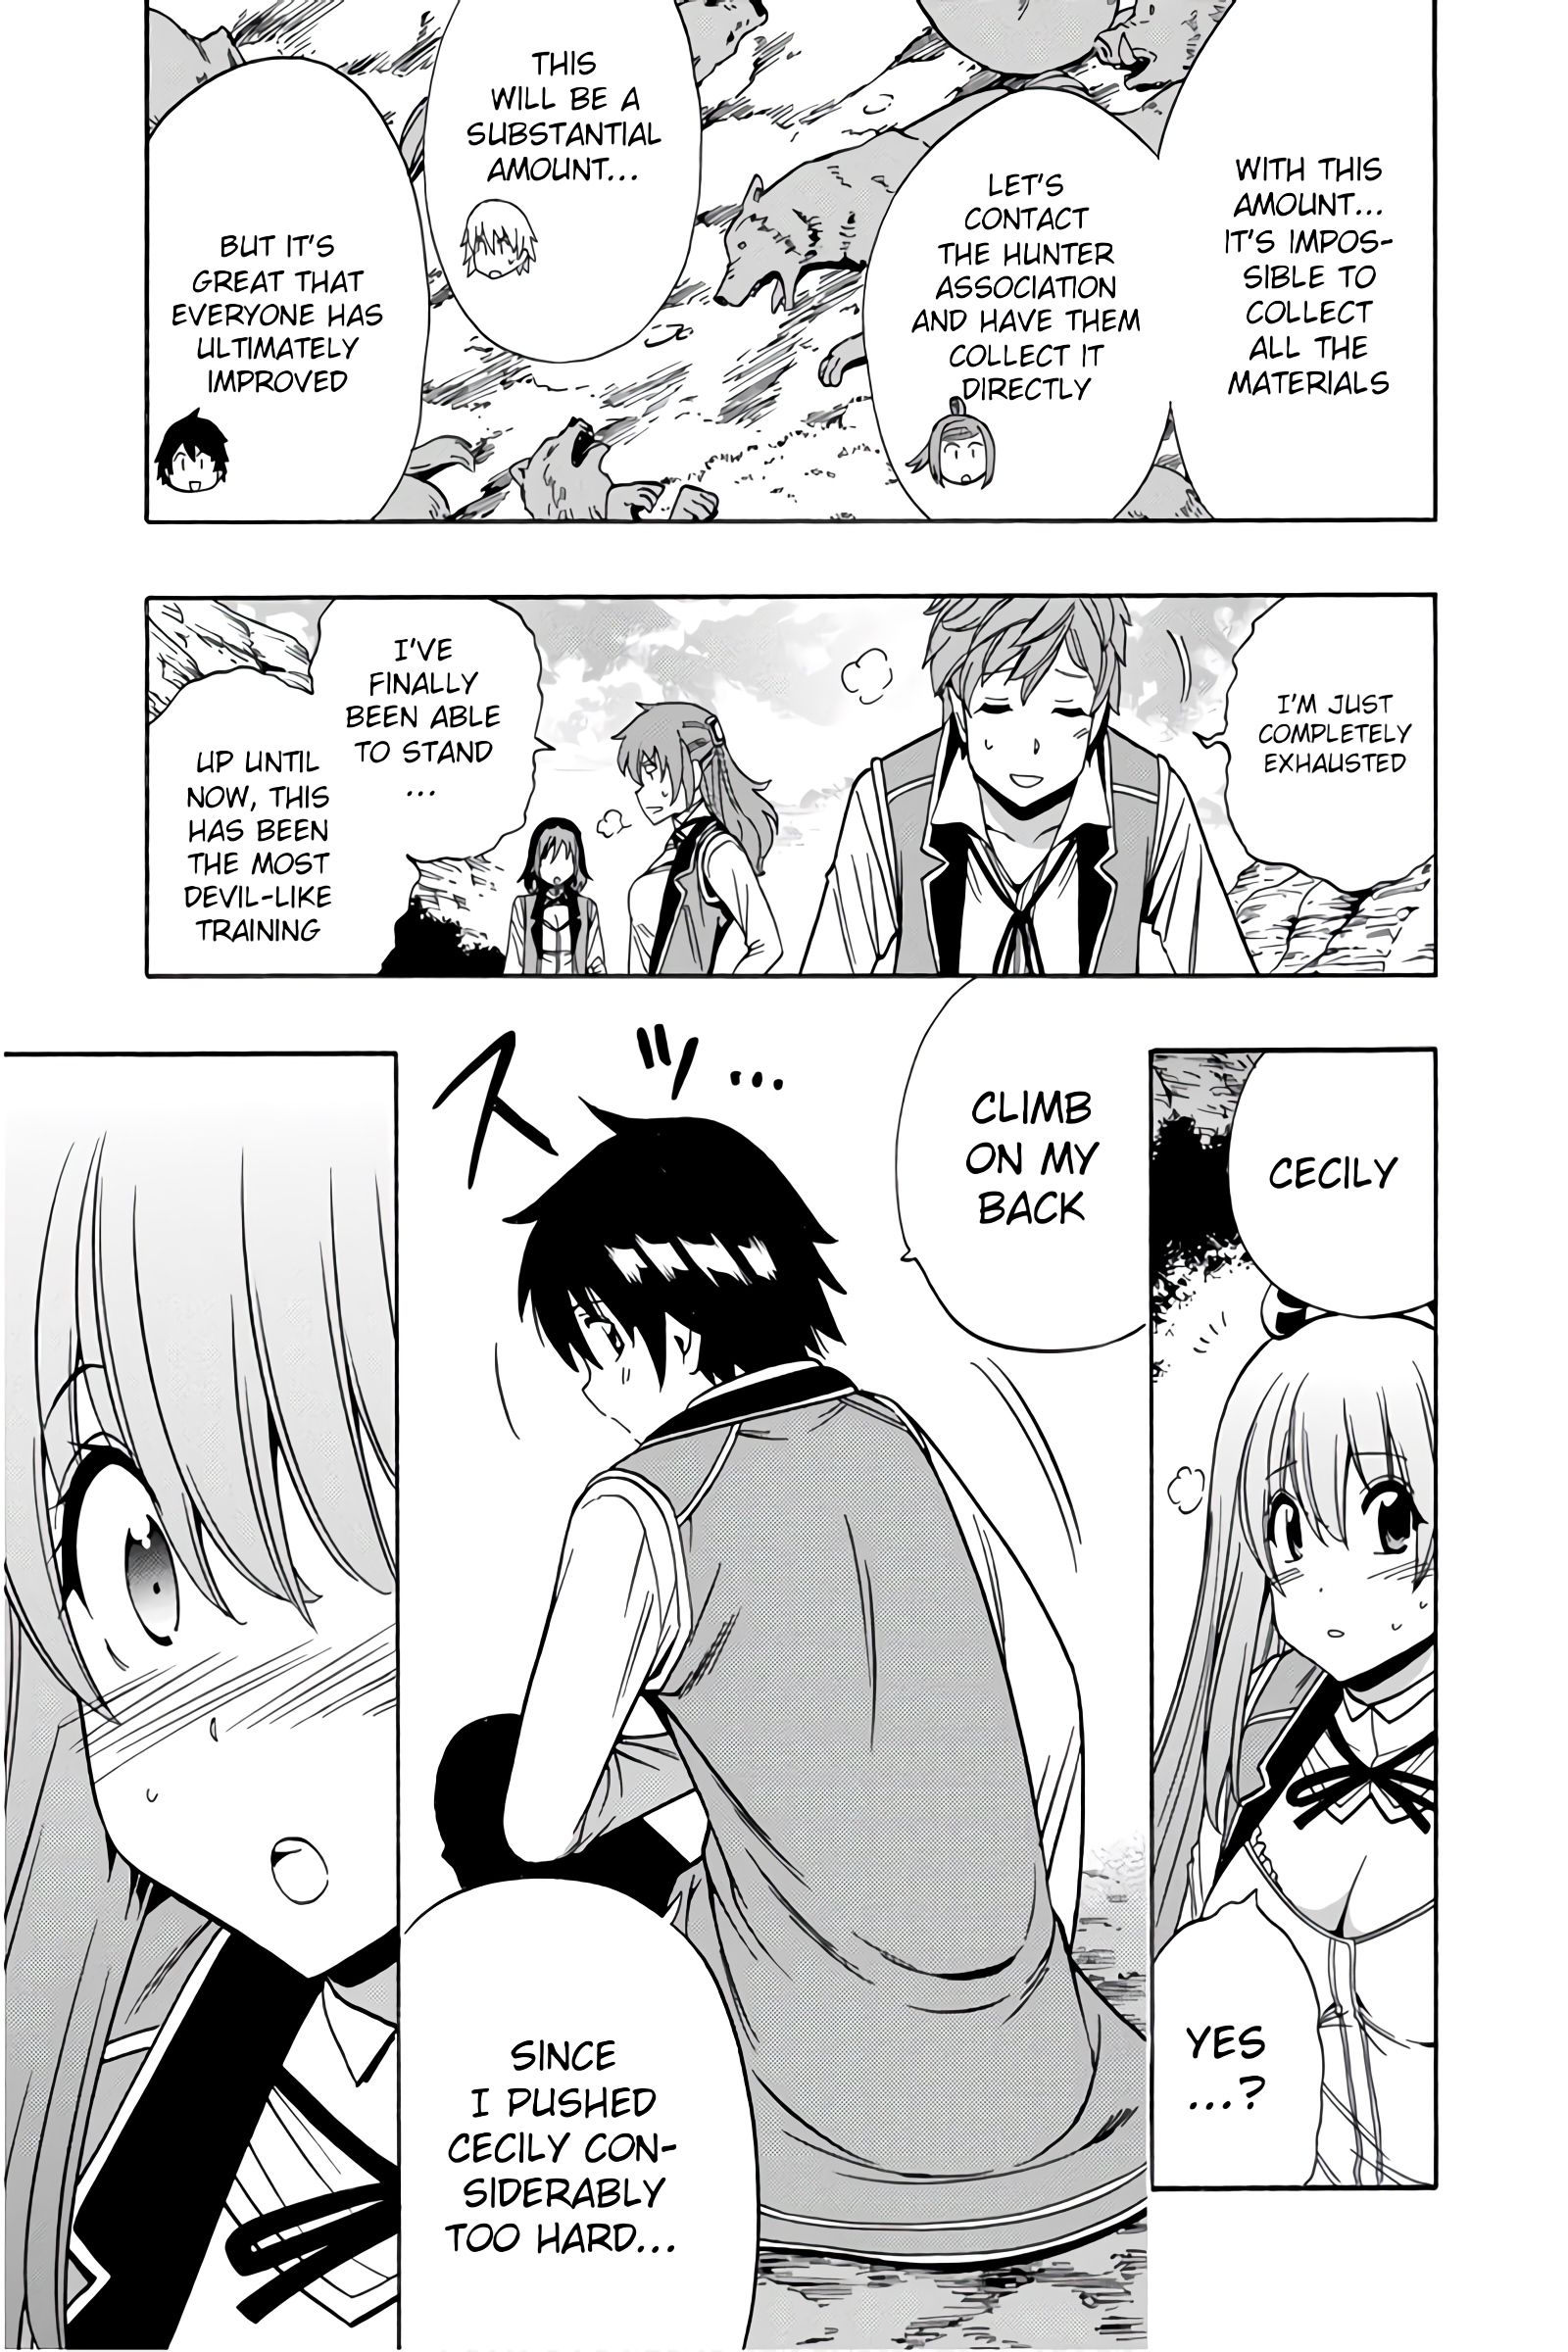 WITH THIS
AMOUNT...
IT'S IMPOS-
SIBLE TO
COLLECT
ALL THE
MATERIALS
LET'S
CONTACT
THE HUNTER
ASSOCIATION
AND HAVE THEM
COLLECT IT
DIRECTLY
THIS
WILL BE A
SUBSTANTIAL
AMOUNT...
BUT IT'S
GREAT THAT
EVERYONE HAS
ULTIMATELY
IMPROVED
I'M JUST
COMPLETELY
EXHAUSTED
I'VE
FINALLY
BEEN ABLE
TO STAND
...
UP UNTIL
NOW, THIS
HAS BEEN
THE MOST
DEVIL-LIKE
TRAINING
CECILY
YES
...?
CLIMB
ON MY
BACK
スッ...
SINCE
I PUSHED
CECILY CON-
SIDERABLY
TOO HARD...